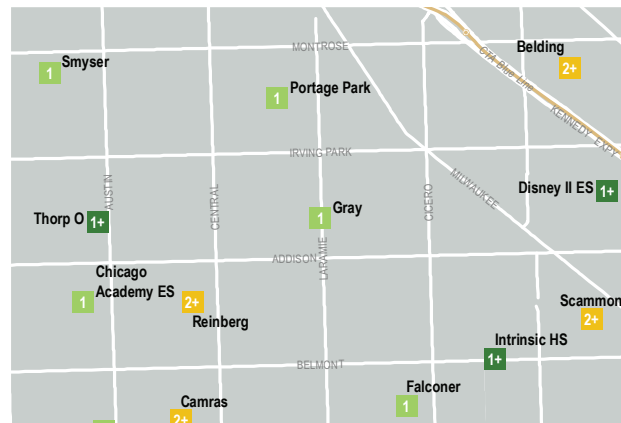 MONTROSE
Belding
Smyser
2+
1
CTA Blue Line
Portage Park
1
KENNEDY EXPY
IRVING PARK
MILWAUKEE
AUSTIN
CENTRAL
CICERO
Disney II ES
1+
Thorp O
1+
Gray
1
LARAMIE
ADDISON
Chicago
Academy ES
1
2+
Reinberg
Scammon
2+
Intrinsic HS
1+
BELMONT
Falconer
1
Camras
2+